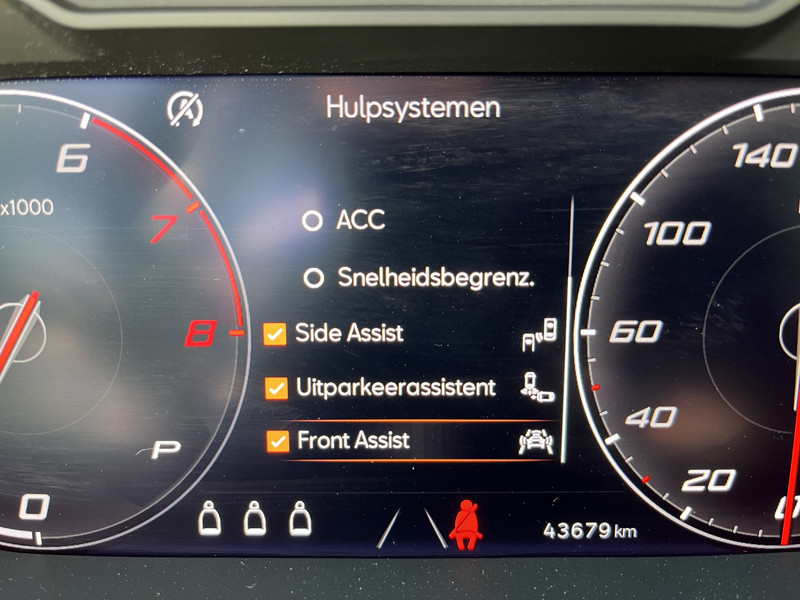 Hulpsystemen
6
x1000
7
8
P
0
ACC
Snelheidsbegrenz.
Side Assist
Uitparkeerassistent
Front Assist
43679 km
140
100
60
40
20
0